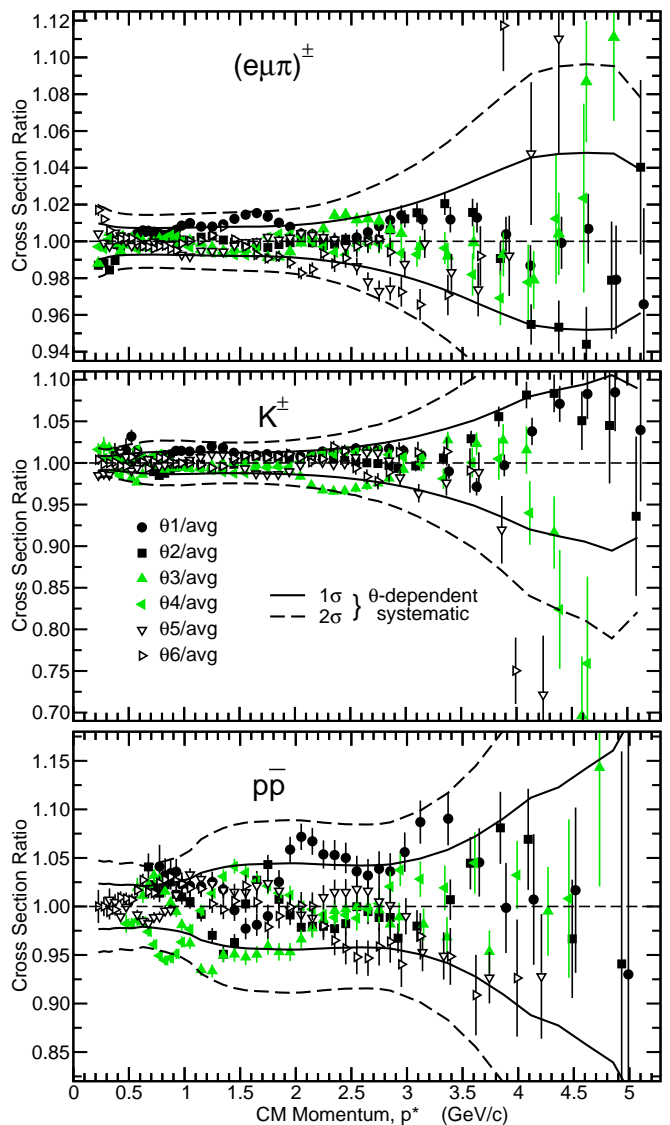 (eμπ)±
Cross Section Ratio
1.12
1.10
1.08
1.06
1.04
1.02
1.00
0.98
0.96
0.94
K±
Cross Section Ratio
1.10
1.05
1.00
0.95
0.90
0.85
0.80
0.75
0.70
θ1/avg
θ2/avg
θ3/avg
θ4/avg
θ5/avg
θ6/avg
1σ
2σ
} θ-dependent
systematic
pp̅
Cross Section Ratio
1.15
1.10
1.05
1.00
0.95
0.90
0.85
0 0.5 1 1.5 2 2.5 3 3.5 4 4.5 5
CM Momentum, p* (GeV/c)